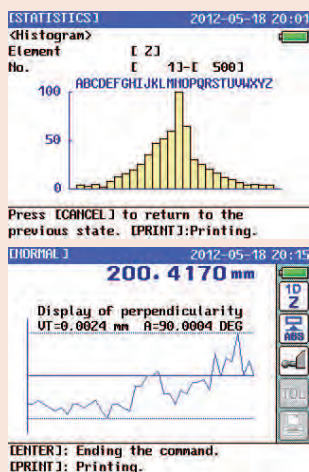 [STATISTICS] 2012-05-18 20:01
<Histogram>
Element [ 2]
No. [ 1]-[ 500]
ABCDEFGHIJKLMNOPQRSTUVWXYZ
100
50
0
Press [CANCEL] to return to the
previous state. [PRINT]:Printing.
[NORMAL ] 2012-05-18 20:15
200.4170 mm
1D
Z
Display of perpendicularity
VT=0.0024 mm A=90.0004 DEG
ABS
TOL
[ENTER]: Ending the command.
[PRINT]: Printing.